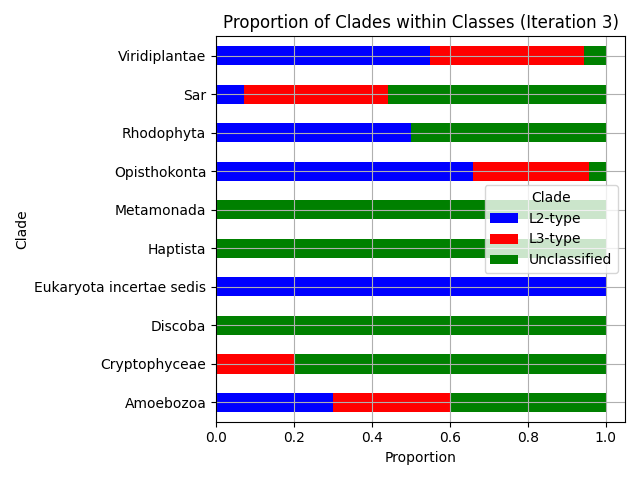 Proportion of Clades within Classes (Iteration 3)
Viridiplantae
Sar
Rhodophyta
Opisthokonta
Metamonada
Haptista
Eukaryota incertae sedis
Discoba
Cryptophyceae
Amoebozoa
Clade
Clade
L2-type
L3-type
Unclassified
0.0 0.2 0.4 0.6 0.8 1.0
Proportion